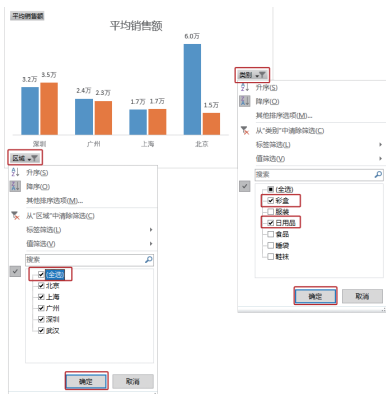 平均销售额
平均销售额
6.0万
3.2万 3.5万
2.4万 2.3万
1.7万 1.7万
1.5万
深圳 广州 上海 北京
区域
升序(S)
降序(O)
其他排序选项(M)...
从"区域"中清除筛选(C)
标签筛选(L)
值筛选(V)
搜索
(全选)
北京
上海
广州
深圳
武汉
确定 取消
类别
升序(S)
降序(O)
其他排序选项(M)...
从"类别"中清除筛选(C)
标签筛选(L)
值筛选(V)
搜索
(全选)
彩盒
服装
日用品
食品
睡袋
鞋袜
确定 取消